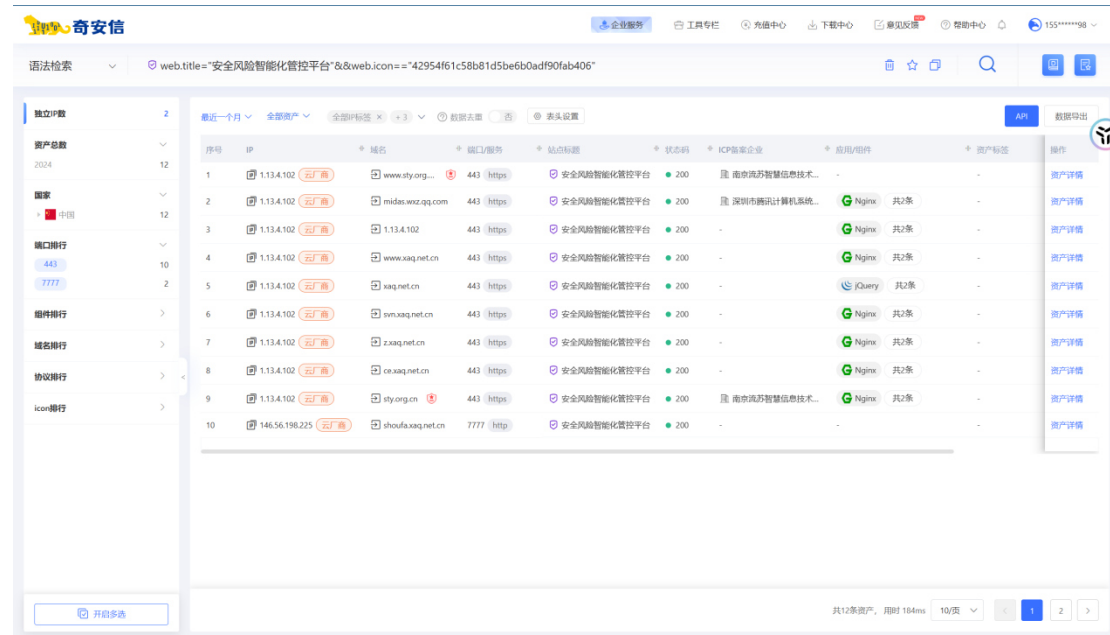 奇安信 企业服务 工具专栏 充值中心 下载中心 意见反馈 帮助中心 155******98
语法检索 web.title="安全风险智能化管控平台"&&web.icon=="42954f61c58b81d5be6b0adf90fab406"
独立IP数 2
资产总数
2024 12
国家
中国 12
端口排行
443 10
7777 2
组件排行
域名排行
协议排行
icon排行
开启多选
最近一个月 全部资产 全部IP标签 × +3 数据去重 否 表头设置 API 数据导出
序号 IP 域名 端口/服务 站点标题 状态码 ICP备案企业 应用/组件 资产标签 操作
1 1.13.4.102 云厂商 www.sty.org.... 443 https 安全风险智能化管控平台 200 南京流苏智慧信息技术... - - 资产详情
2 1.13.4.102 云厂商 midas.wxz.qq.com 443 https 安全风险智能化管控平台 200 深圳市腾讯计算机系统... Nginx 共2条 - 资产详情
3 1.13.4.102 云厂商 1.13.4.102 443 https 安全风险智能化管控平台 200 - Nginx 共2条 - 资产详情
4 1.13.4.102 云厂商 www.xaq.net.cn 443 https 安全风险智能化管控平台 200 - Nginx 共2条 - 资产详情
5 1.13.4.102 云厂商 xaq.net.cn 443 https 安全风险智能化管控平台 200 - jQuery 共2条 - 资产详情
6 1.13.4.102 云厂商 svn.xaq.net.cn 443 https 安全风险智能化管控平台 200 - Nginx 共2条 - 资产详情
7 1.13.4.102 云厂商 z.xaq.net.cn 443 https 安全风险智能化管控平台 200 - Nginx 共2条 - 资产详情
8 1.13.4.102 云厂商 ce.xaq.net.cn 443 https 安全风险智能化管控平台 200 - Nginx 共2条 - 资产详情
9 1.13.4.102 云厂商 sty.org.cn 443 https 安全风险智能化管控平台 200 南京流苏智慧信息技术... Nginx 共2条 - 资产详情
10 146.56.198.225 云厂商 shoufa.xaq.net.cn 7777 http 安全风险智能化管控平台 200 - - - 资产详情
共12条资产，用时 184ms 10/页 < 1 2 >